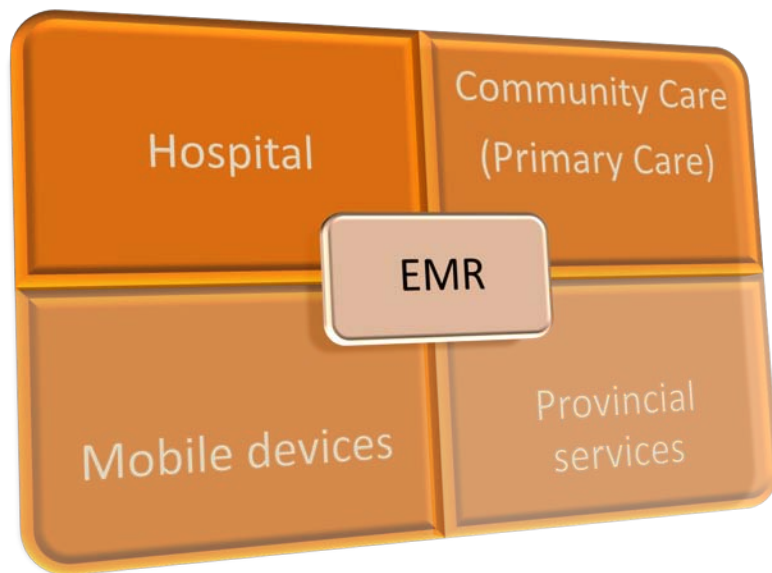 Hospital
Community Care
(Primary Care)
EMR
Mobile devices
Provincial
services